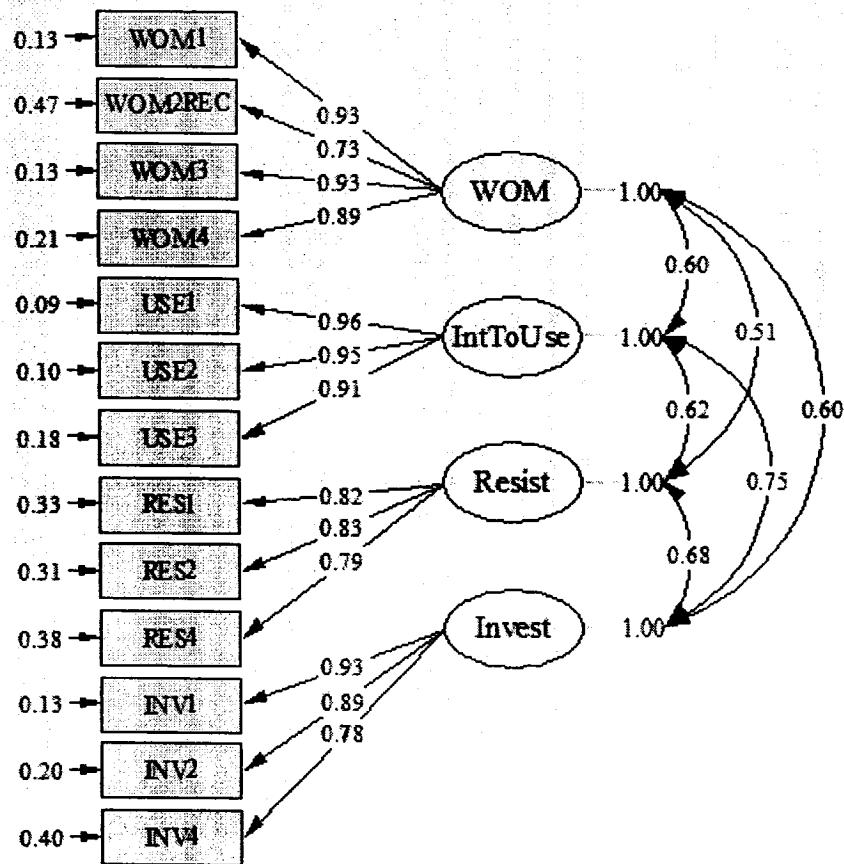 0.13 WOM1
0.47 WOM2REC
0.13 WOM3
0.21 WOM4
0.09 USE1
0.10 USE2
0.18 USE3
0.33 RES1
0.31 RES2
0.38 RES4
0.13 INV1
0.20 INV2
0.40 INV4
0.93
0.73
0.93
0.89
0.96
0.95
0.91
0.82
0.83
0.79
0.93
0.89
0.78
WOM 1.00
IntToUse 1.00
Resist 1.00
Invest 1.00
0.60
0.51
0.62
0.60
0.75
0.68